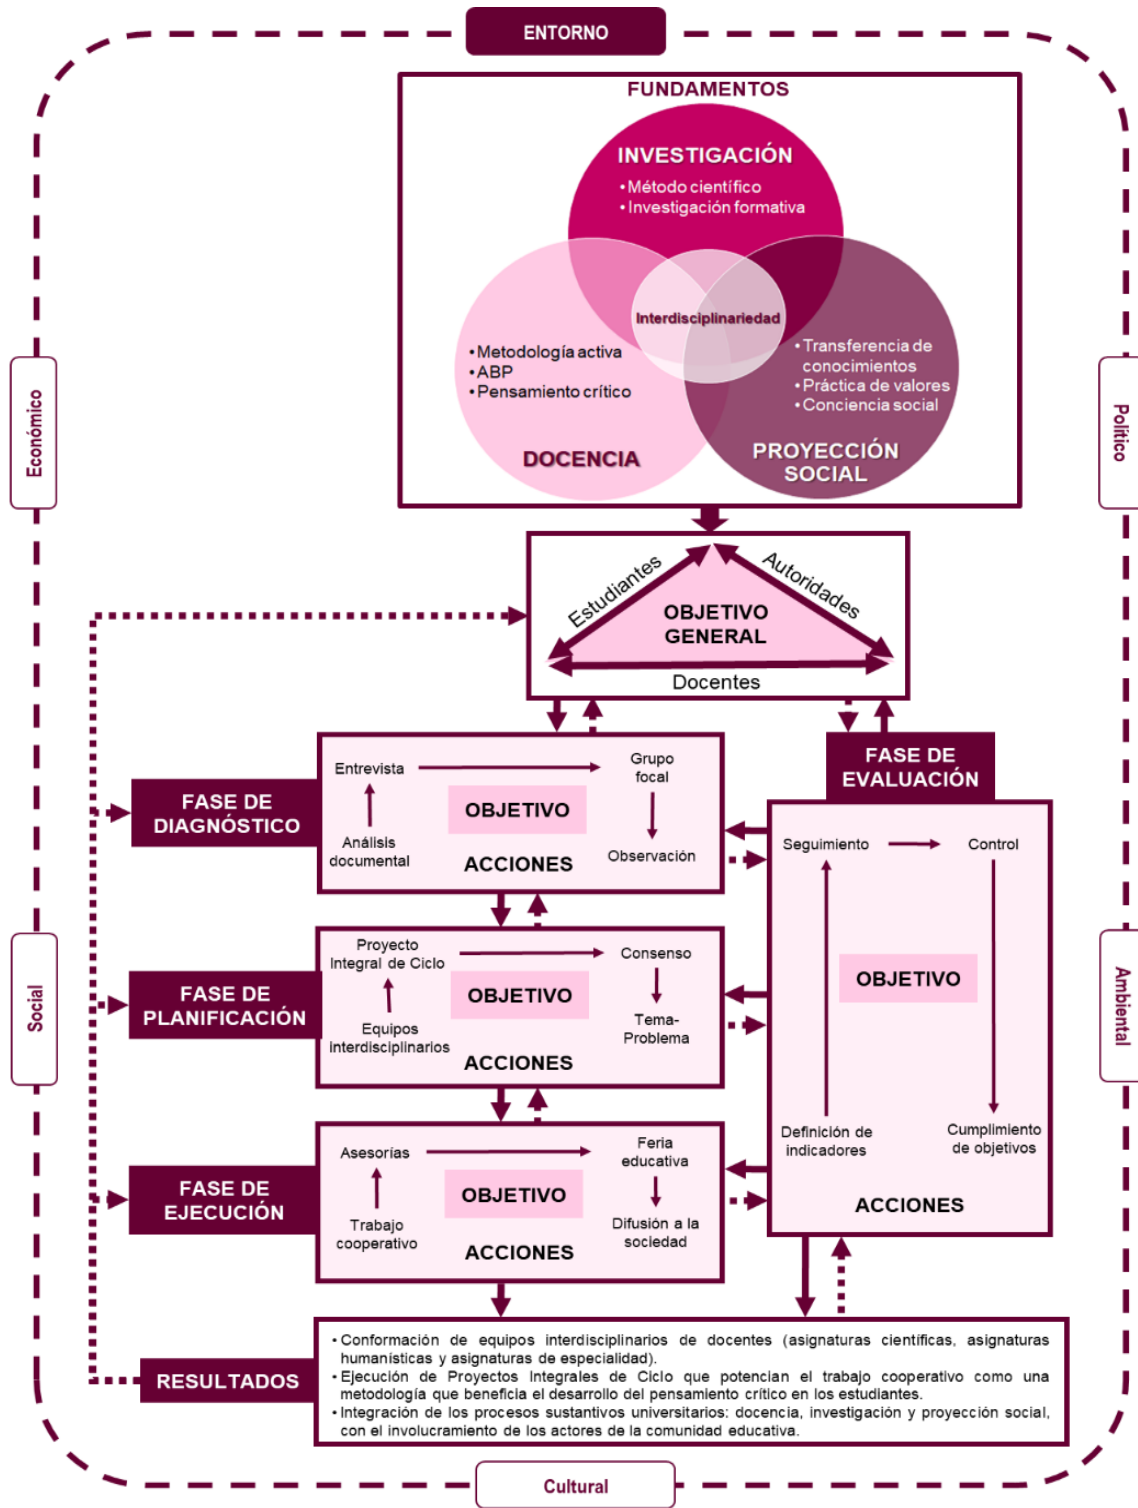 ENTORNO
FUNDAMENTOS
INVESTIGACIÓN
• Método científico
• Investigación formativa
Interdisciplinariedad
• Metodología activa
• ABP
• Pensamiento crítico
DOCENCIA
• Transferencia de
conocimientos
• Práctica de valores
• Conciencia social
PROYECCIÓN
SOCIAL
Económico
Político
Social
Ambiental
Cultural
Estudiantes
Autoridades
OBJETIVO
GENERAL
Docentes
FASE DE
DIAGNÓSTICO
Entrevista
Grupo
focal
OBJETIVO
Análisis
documental
Observación
ACCIONES
FASE DE
PLANIFICACIÓN
Proyecto
Integral de Ciclo
Consenso
OBJETIVO
Equipos
interdisciplinarios
Tema-
Problema
ACCIONES
FASE DE
EJECUCIÓN
Asesorías
Feria
educativa
OBJETIVO
Trabajo
cooperativo
Difusión a la
sociedad
ACCIONES
FASE DE
EVALUACIÓN
Seguimiento
Control
OBJETIVO
Definición de
indicadores
Cumplimiento
de objetivos
ACCIONES
RESULTADOS
• Conformación de equipos interdisciplinarios de docentes (asignaturas científicas, asignaturas
humanísticas y asignaturas de especialidad).
• Ejecución de Proyectos Integrales de Ciclo que potencian el trabajo cooperativo como una
metodología que beneficia el desarrollo del pensamiento crítico en los estudiantes.
• Integración de los procesos sustantivos universitarios: docencia, investigación y proyección social,
con el involucramiento de los actores de la comunidad educativa.